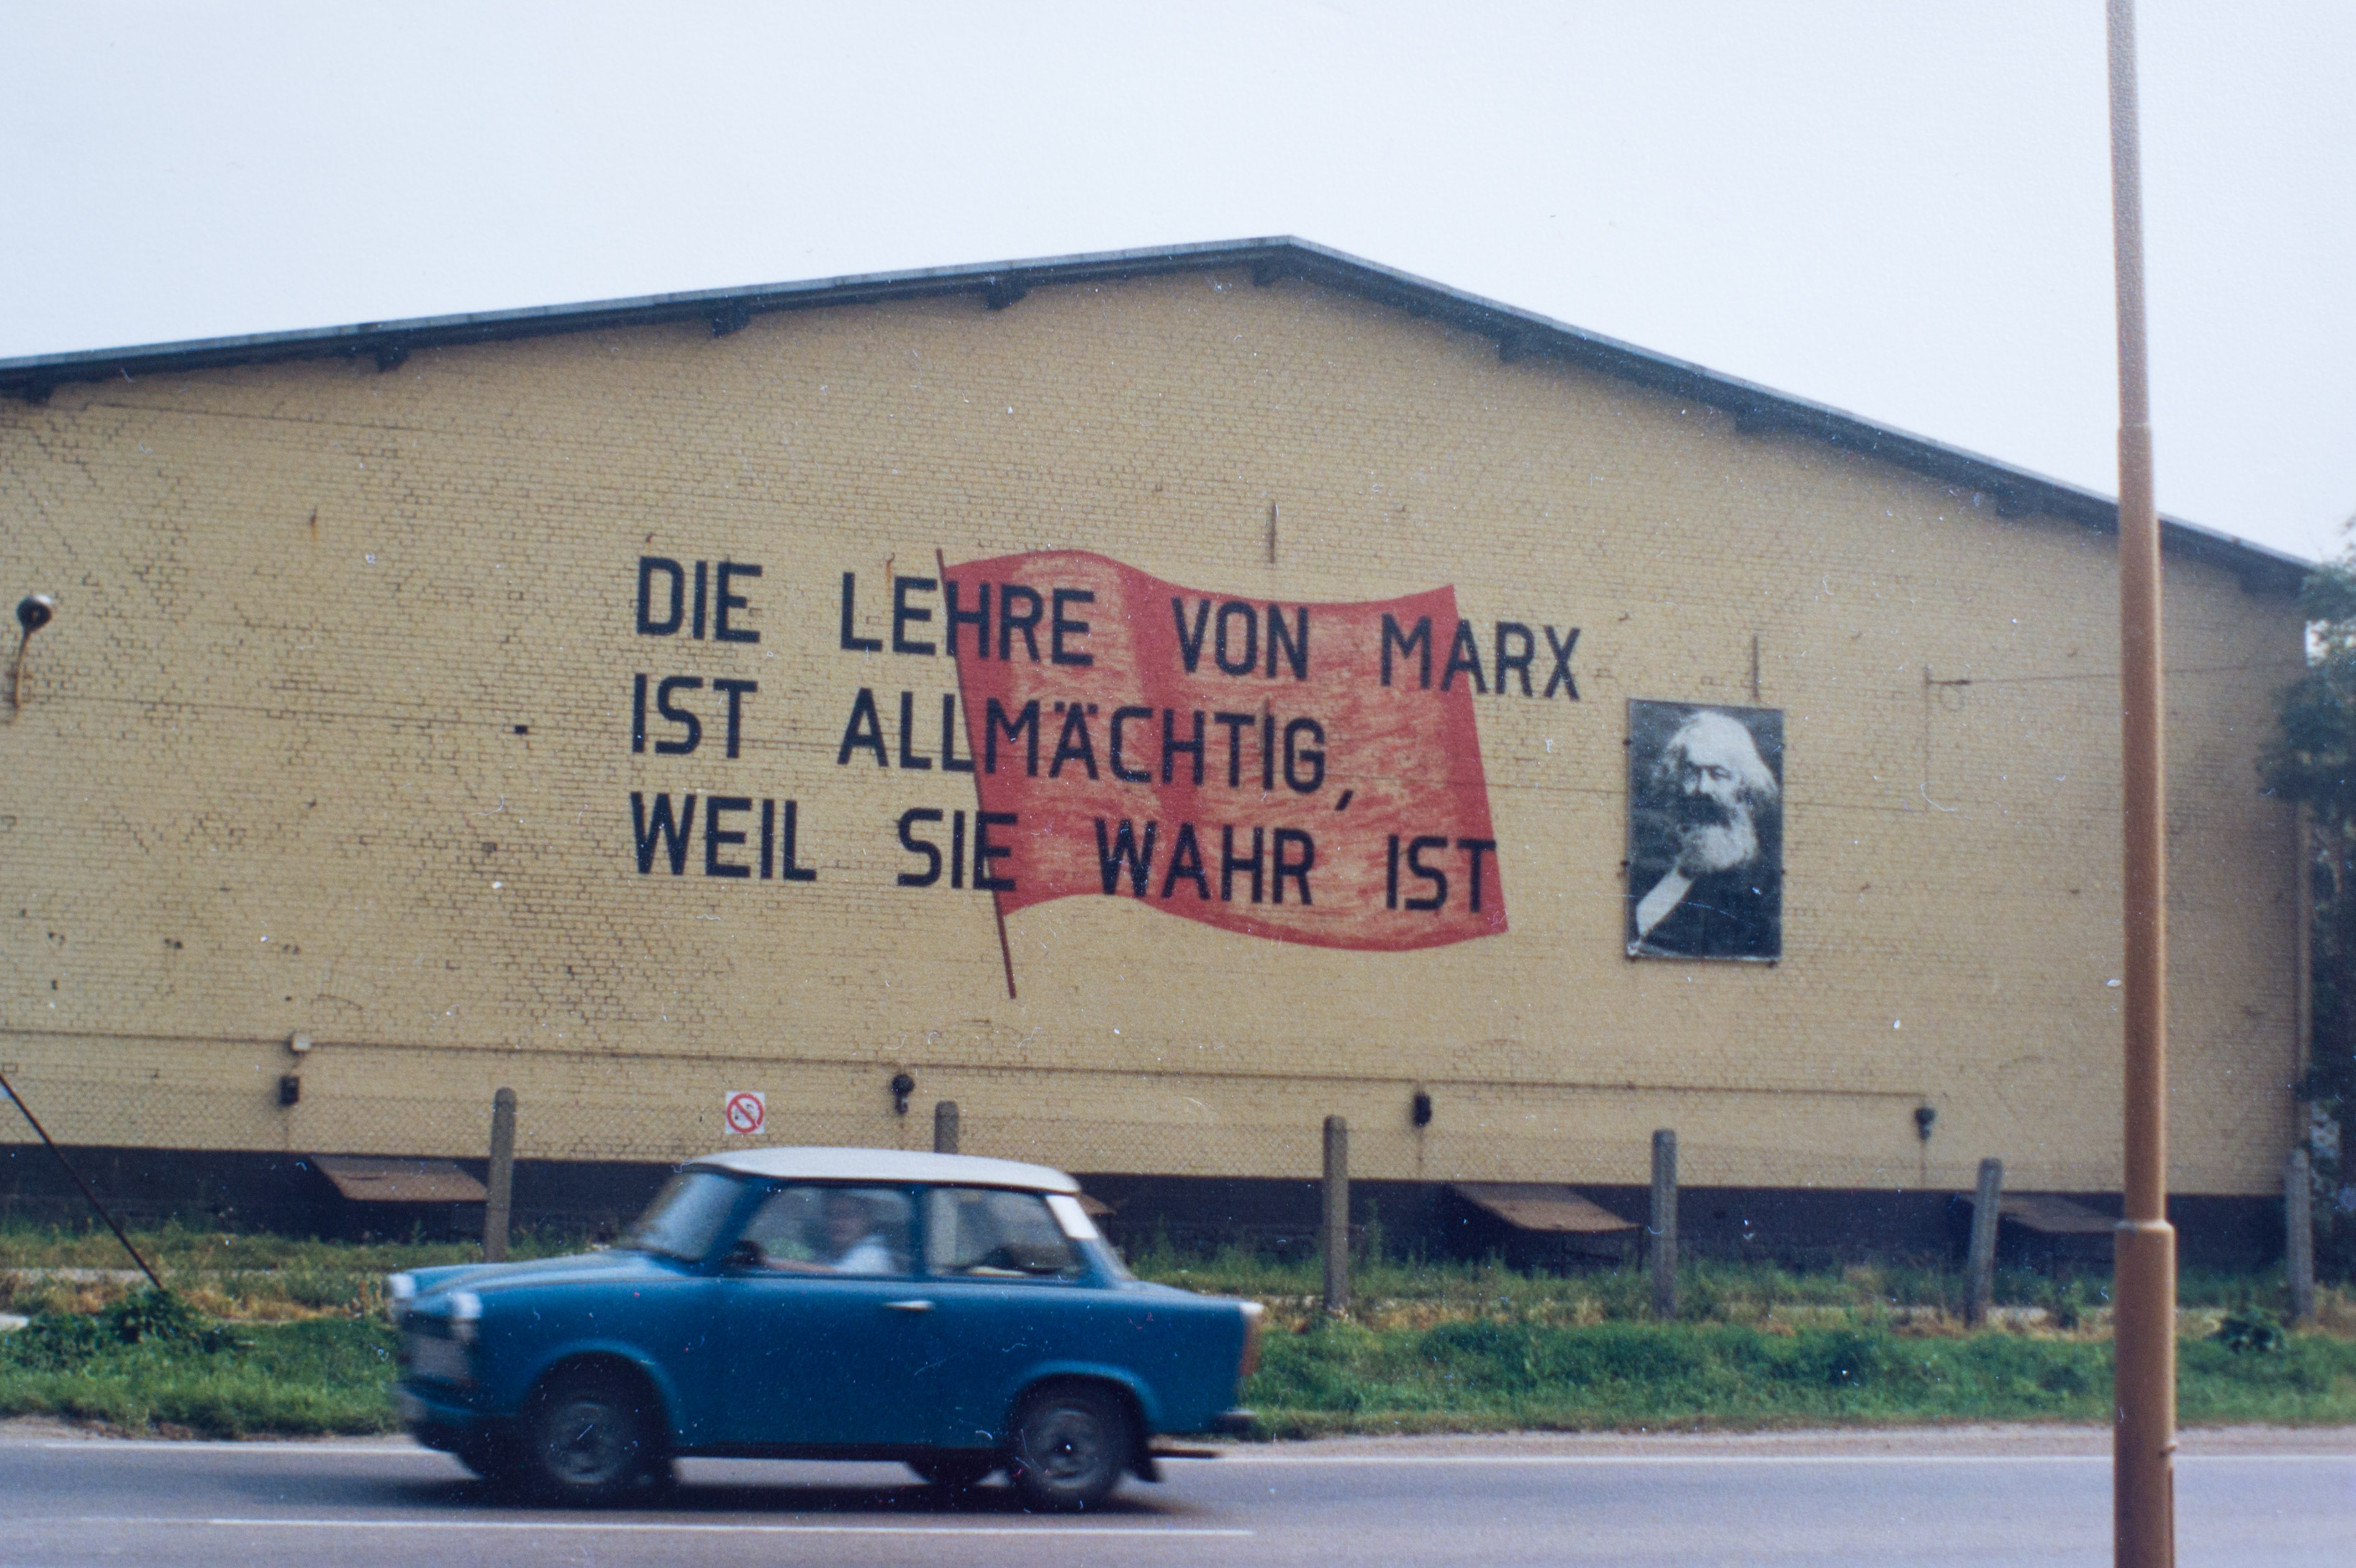 DIE LEHRE VON MARX
IST ALLMÄCHTIG,
WEIL SIE WAHR IST